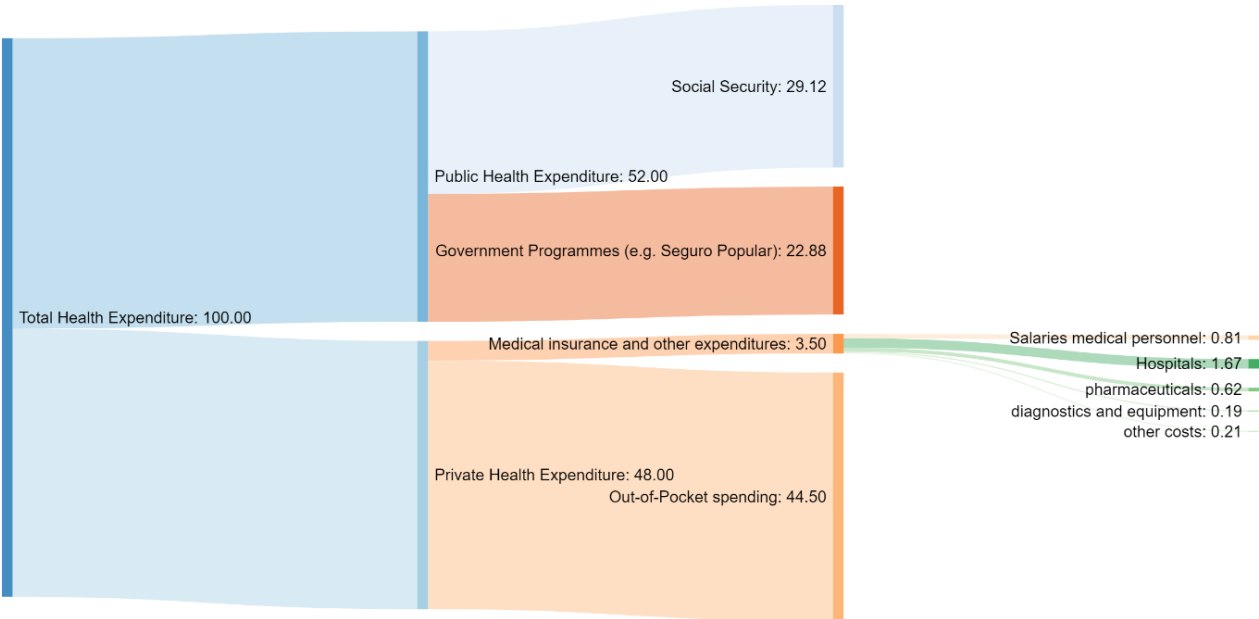 Social Security: 29.12
Public Health Expenditure: 52.00
Government Programmes (e.g. Seguro Popular): 22.88
Total Health Expenditure: 100.00
Medical insurance and other expenditures: 3.50
Salaries medical personnel: 0.81
Hospitals: 1.67
pharmaceuticals: 0.62
diagnostics and equipment: 0.19
other costs: 0.21
Private Health Expenditure: 48.00
Out-of-Pocket spending: 44.50